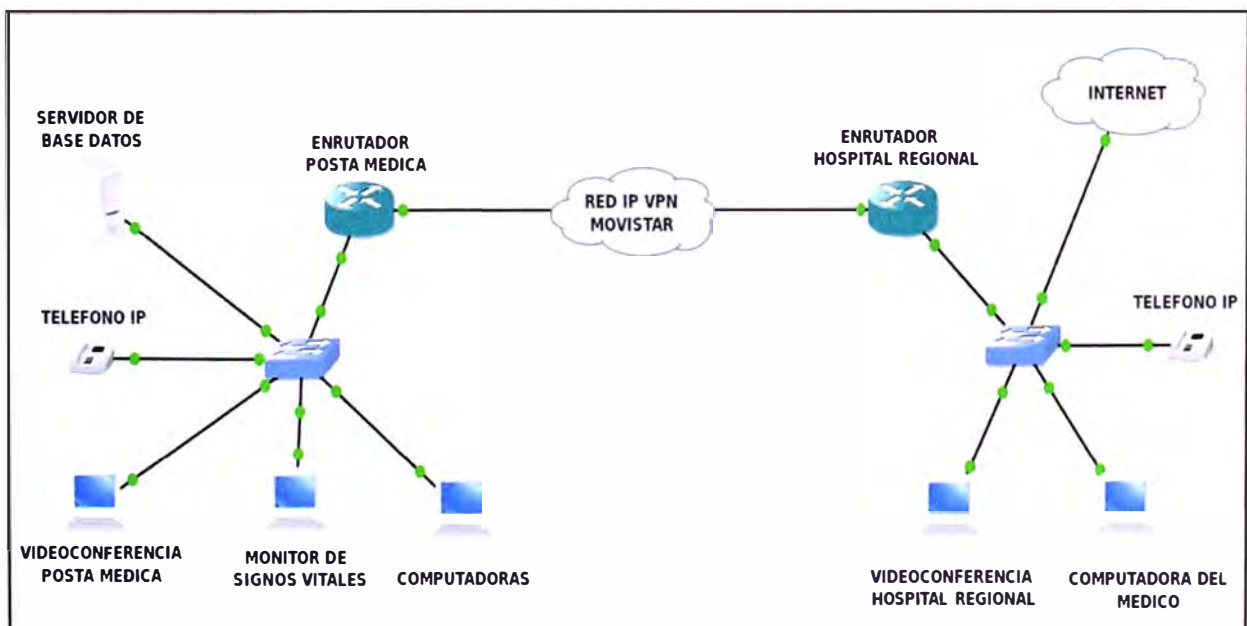 INTERNET
SERVIDOR DE
BASE DATOS
ENRUTADOR
POSTA MEDICA
ENRUTADOR
HOSPITAL REGIONAL
RED IP VPN
MOVISTAR
TELEFONO IP
TELEFONO IP
VIDEOCONFERENCIA
POSTA MEDICA
MONITOR DE
SIGNOS VITALES
COMPUTADORAS
VIDEOCONFERENCIA
HOSPITAL REGIONAL
COMPUTADORA DEL
MEDICO